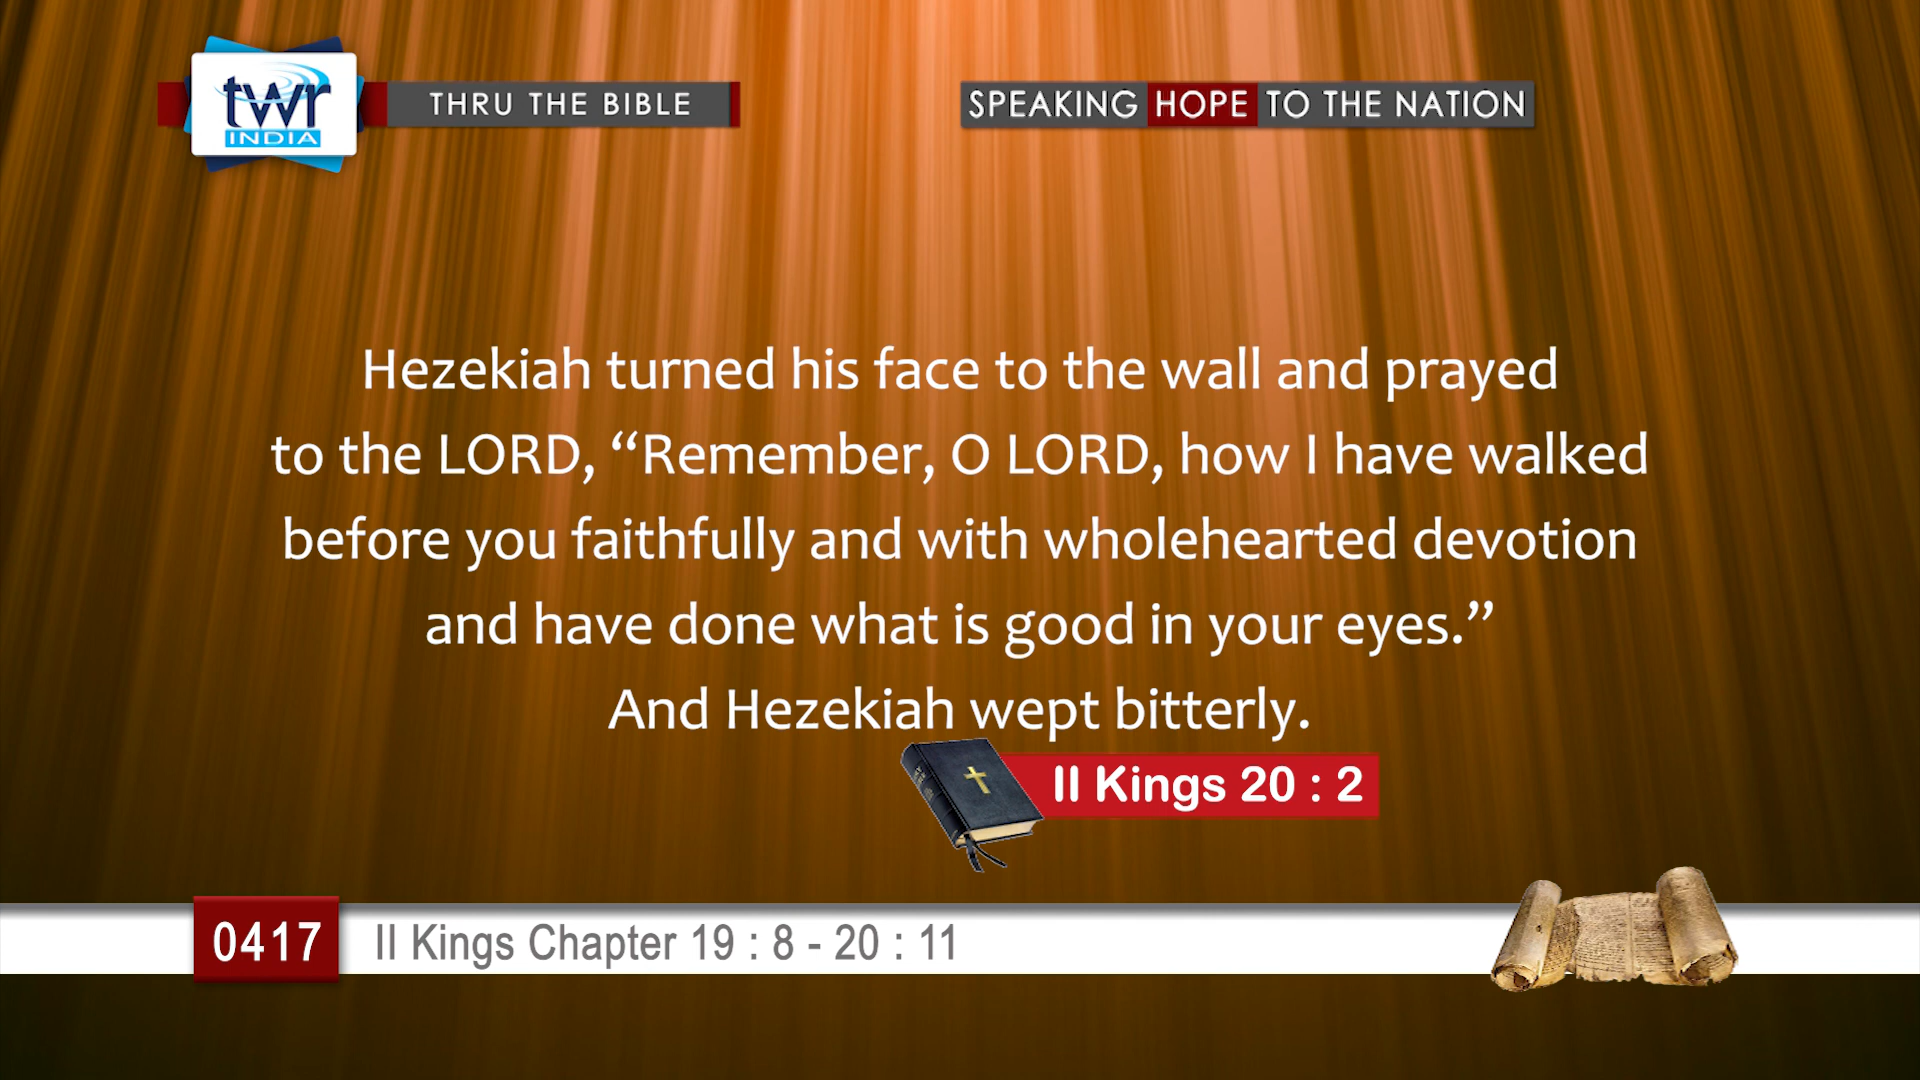 twr
INDIA
THRU THE BIBLE
SPEAKING HOPE TO THE NATION
Hezekiah turned his face to the wall and prayed
to the LORD, “Remember, O LORD, how I have walked
before you faithfully and with wholehearted devotion
and have done what is good in your eyes.”
And Hezekiah wept bitterly.
II Kings 20 : 2
0417
II Kings Chapter 19 : 8 - 20 : 11